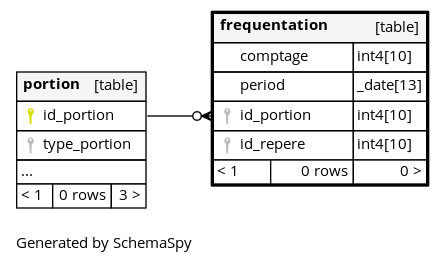 frequentation [table]
comptage int4[10]
period _date[13]
id_portion int4[10]
id_repere int4[10]
< 1 0 rows 0 >
portion [table]
id_portion
type_portion
...
< 1 0 rows 3 >
Generated by SchemaSpy